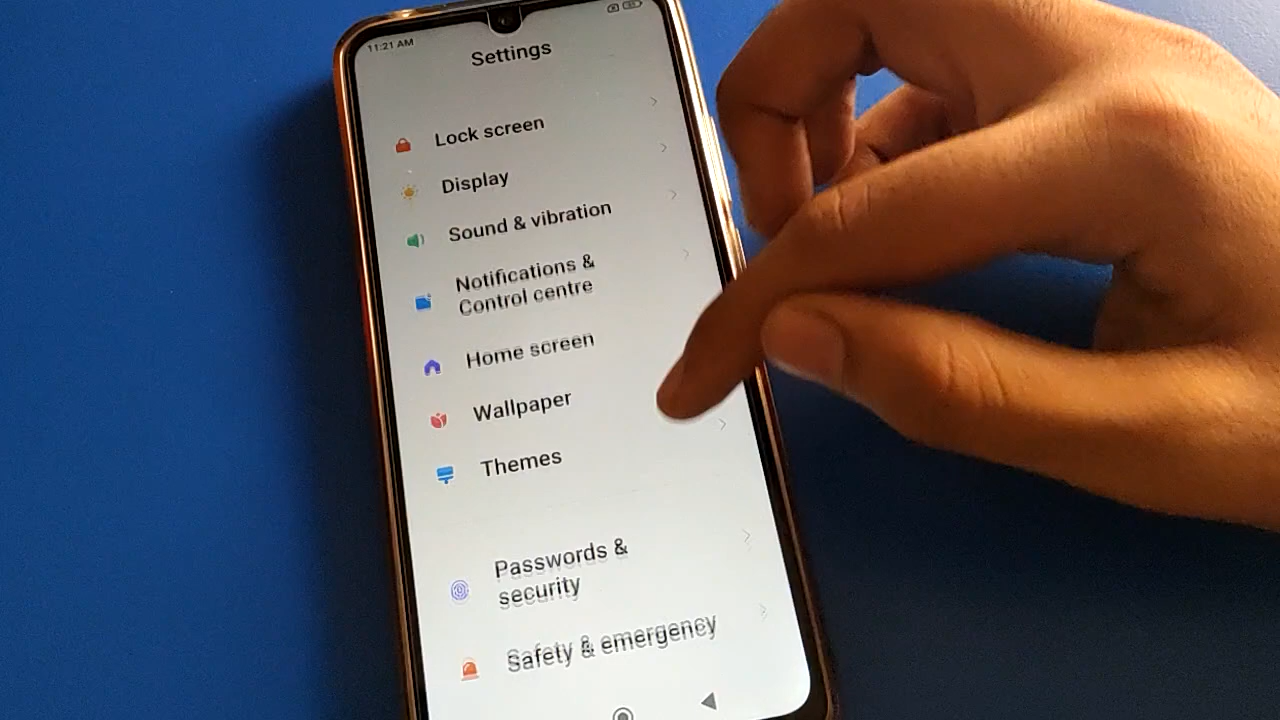 11:21 AM
Settings
Lock screen
Display
Sound & vibration
Notifications &
Control centre
Home screen
Wallpaper
Themes
Passwords &
security
Safety & emergency